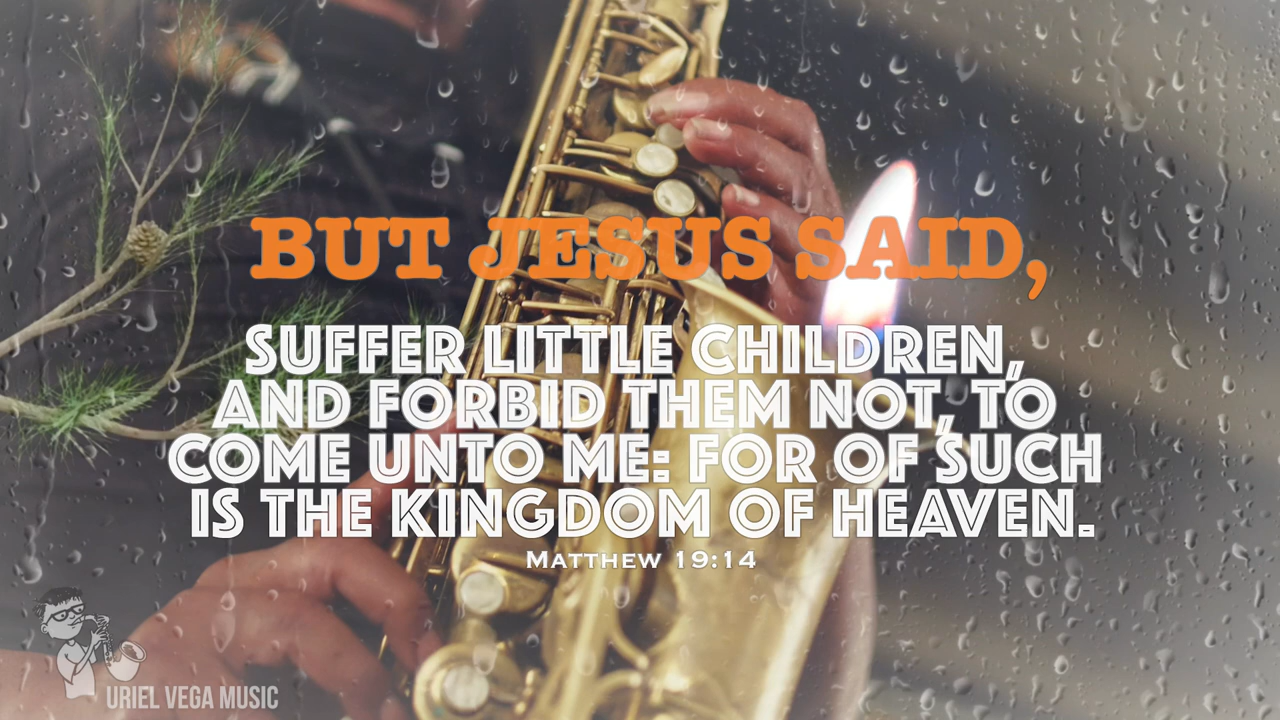 BUT JESUS SAID,
SUFFER LITTLE CHILDREN,
AND FORBID THEM NOT, TO
COME UNTO ME: FOR OF SUCH
IS THE KINGDOM OF HEAVEN.
MATTHEW 19:14
URIEL VEGA MUSIC